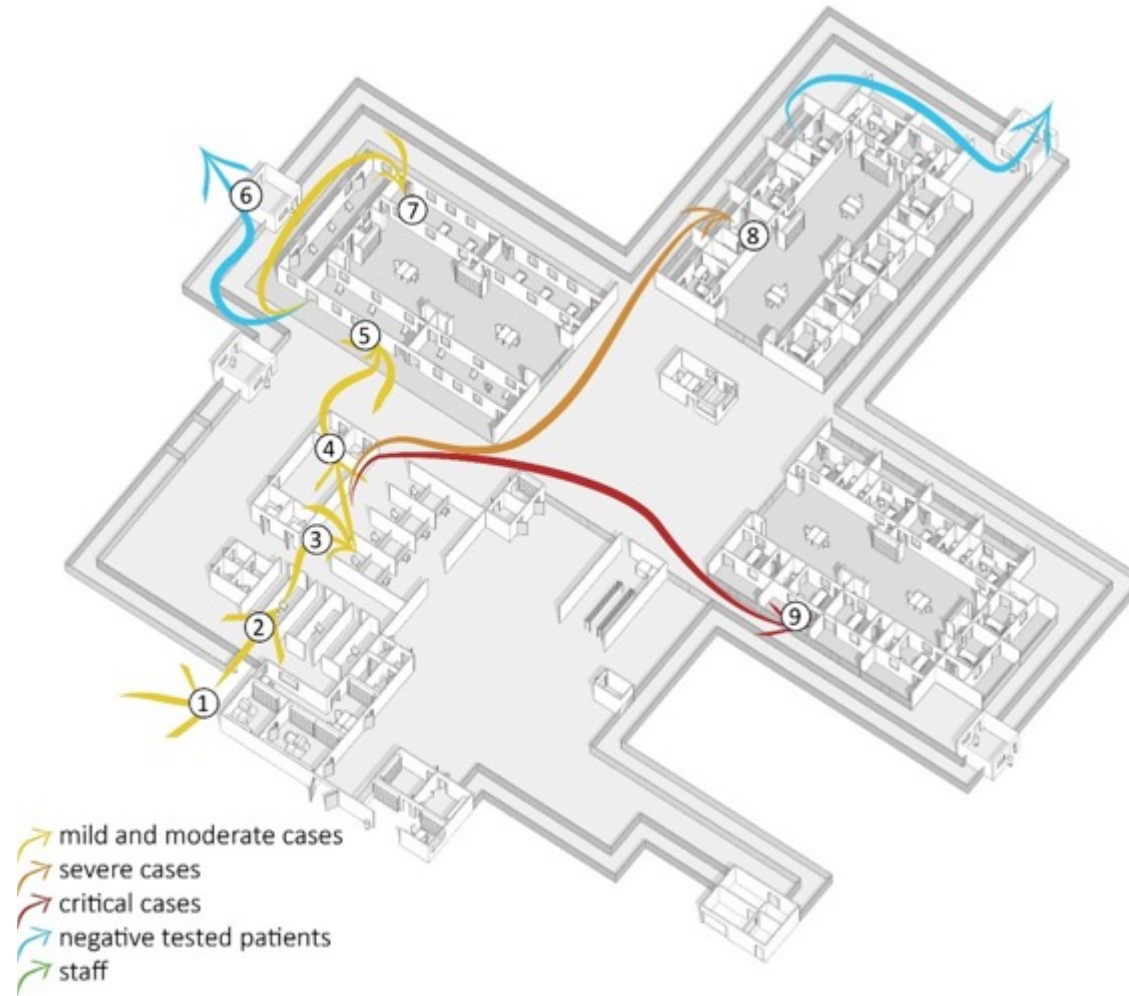 6
7
8
5
4
3
9
2
1
mild and moderate cases
severe cases
critical cases
negative tested patients
staff